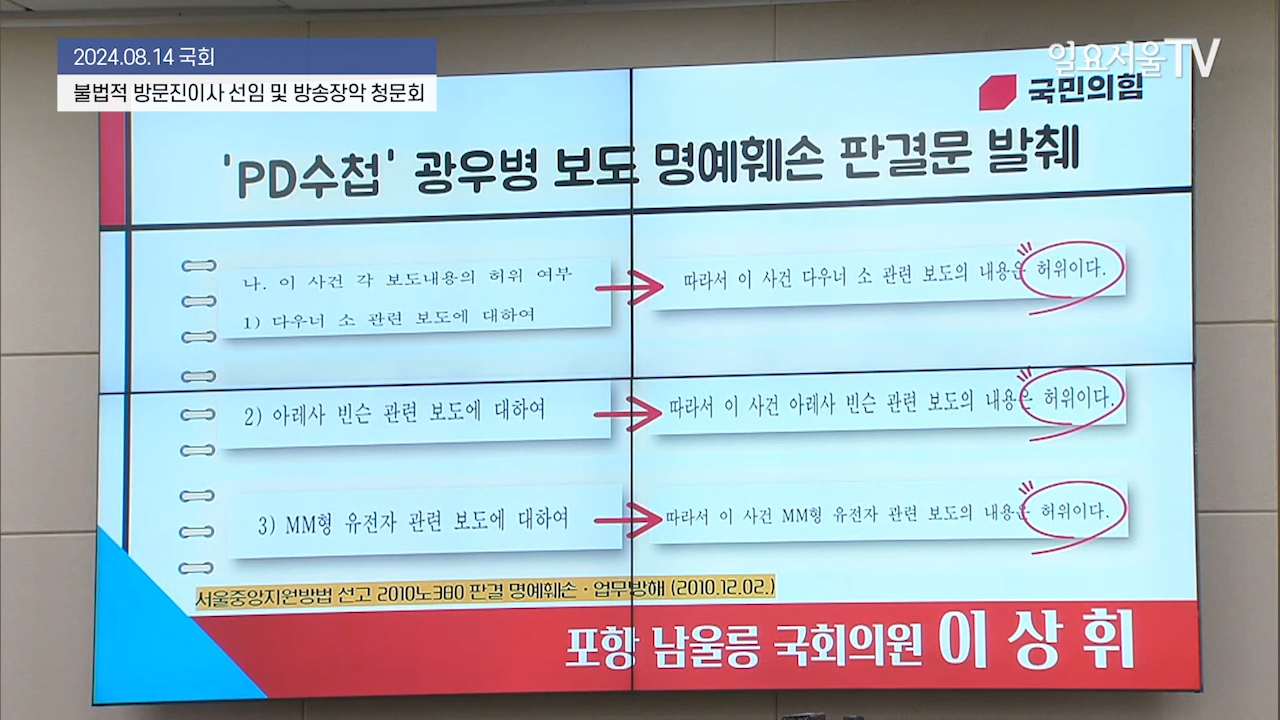 2024.08.14 국회
불법적 방문진이사 선임 및 방송장악 청문회
일요서울TV
국민의힘
'PD수첩' 광우병 보도 명예훼손 판결문 발췌
나. 이 사건 각 보도내용의 허위 여부
1) 다우너 소 관련 보도에 대하여
따라서 이 사건 다우너 소 관련 보도의 내용은 허위이다.
2) 아레사 빈슨 관련 보도에 대하여
따라서 이 사건 아레사 빈슨 관련 보도의 내용은 허위이다.
3) MM형 유전자 관련 보도에 대하여
따라서 이 사건 MM형 유전자 관련 보도의 내용은 허위이다.
서울중앙지원방법 선고 2010노380 판결 명예훼손·업무방해 (2010.12.02.)
포항 남울릉 국회의원 이상휘